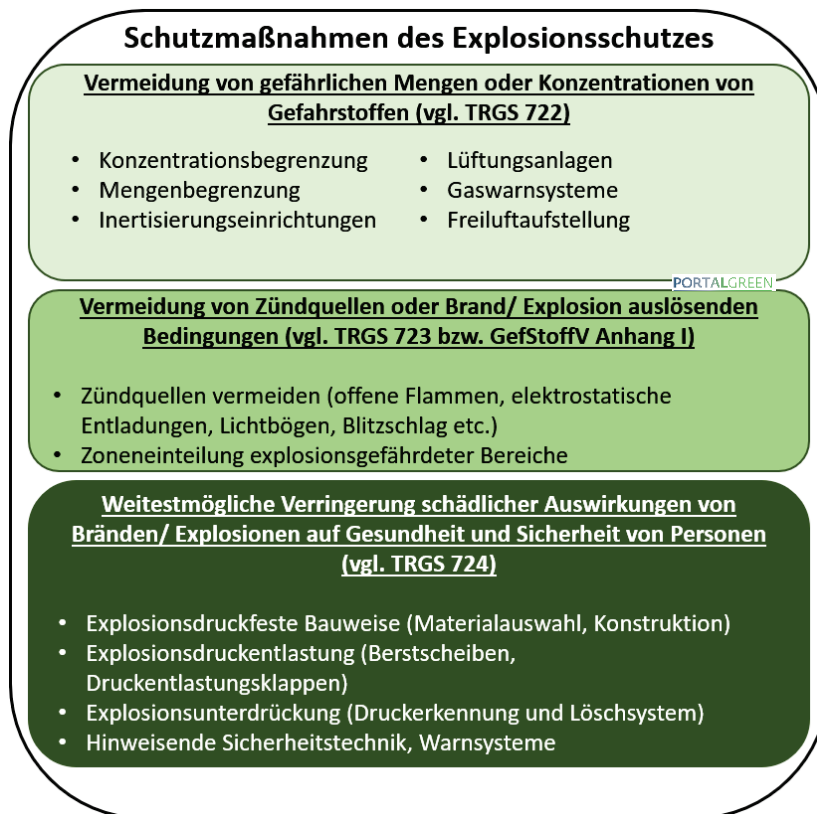 Schutzmaßnahmen des Explosionsschutzes
Vermeidung von gefährlichen Mengen oder Konzentrationen von
Gefahrstoffen (vgl. TRGS 722)
• Konzentrationsbegrenzung
• Mengenbegrenzung
• Inertisierungseinrichtungen
• Lüftungsanlagen
• Gaswarnsysteme
• Freiluftaufstellung
PORTALGREEN
Vermeidung von Zündquellen oder Brand/ Explosion auslösenden
Bedingungen (vgl. TRGS 723 bzw. GefStoffV Anhang I)
• Zündquellen vermeiden (offene Flammen, elektrostatische
Entladungen, Lichtbögen, Blitzschlag etc.)
• Zoneneinteilung explosionsgefährdeter Bereiche
Weitestmögliche Verringerung schädlicher Auswirkungen von
Bränden/ Explosionen auf Gesundheit und Sicherheit von Personen
(vgl. TRGS 724)
• Explosionsdruckfeste Bauweise (Materialauswahl, Konstruktion)
• Explosionsdruckentlastung (Berstscheiben,
Druckentlastungsklappen)
• Explosionsunterdrückung (Druckerkennung und Löschsystem)
• Hinweisende Sicherheitstechnik, Warnsysteme